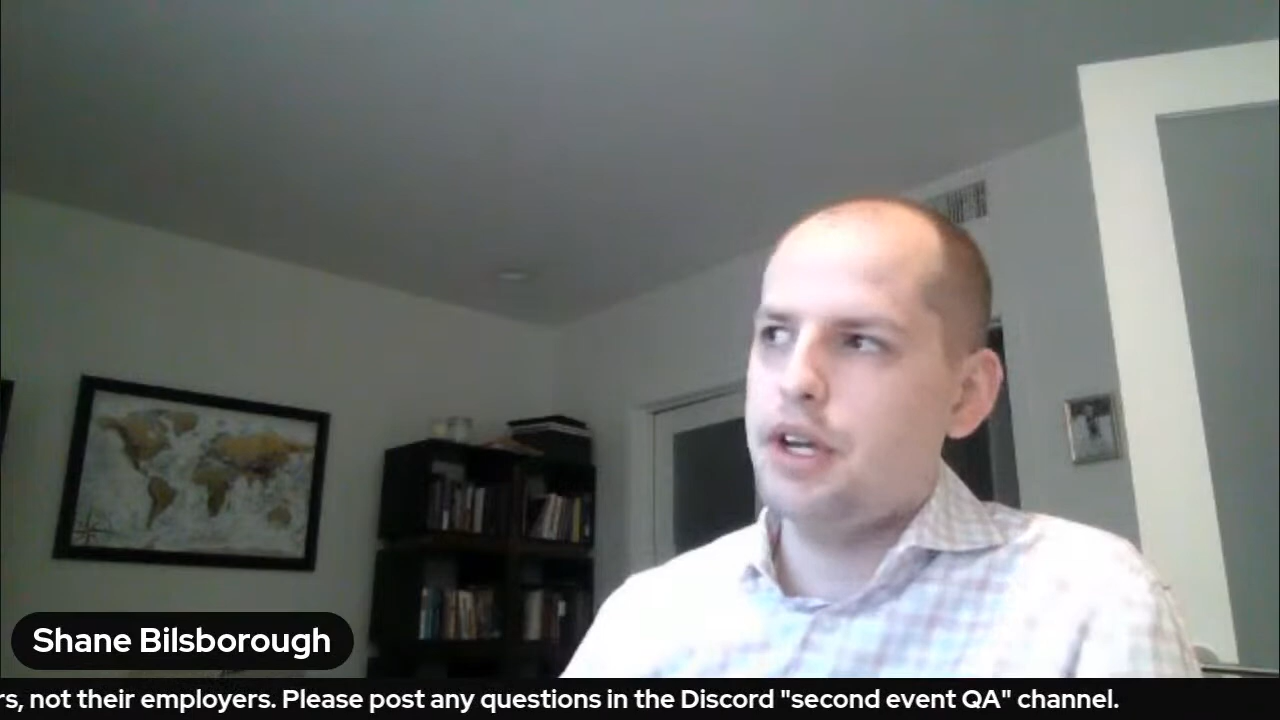 Shane Bilsborough
rs, not their employers. Please post any questions in the Discord "second event QA" channel.